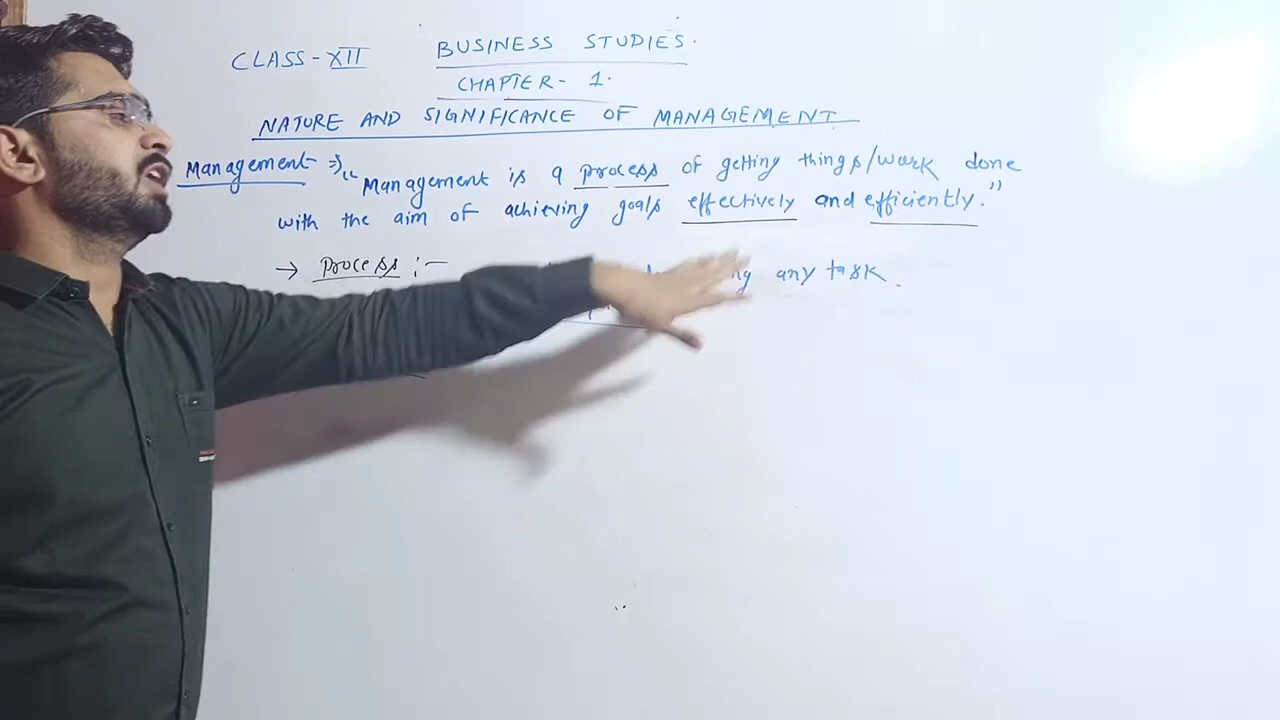 CLASS-XII BUSINESS STUDIES.
CHAPTER- 1.
NATURE AND SIGNIFICANCE OF MANAGEMENT
Management ⇒ "Management is a process of getting things/work done
with the aim of achieving goals effectively and efficiently."
→ Process :- any task.